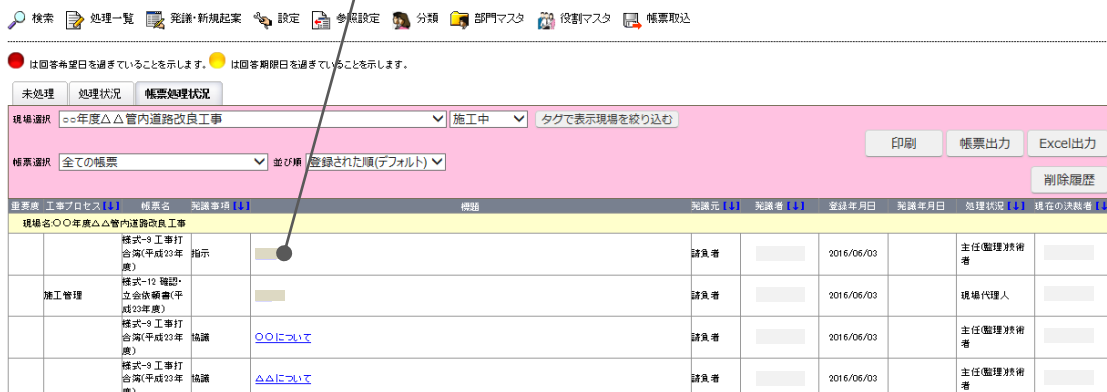 検索 処理一覧 発議・新規起案 設定 参照設定 分類 部門マスタ 役割マスタ 帳票取込
は回答希望日を過ぎていることを示します。 は回答期限日を過ぎていることを示します。
未処理 処理状況 帳票処理状況
現場選択 ○○年度△△管内道路改良工事 施工中 タグで表示現場を絞り込む
印刷 帳票出力 Excel出力
帳票選択 全ての帳票 並び順 登録された順(デフォルト)
削除履歴
重要度 工事プロセス【↓】 帳票名 発議事項【↓】 標題 発議元【↓】 発議者【↓】 登録年月日 発議年月日 処理状況【↓】 現在の決裁者【↓
現場名:〇〇年度△△管内道路改良工事
様式-9 工事打
合簿(平成23年
度)
指示 請負者 2016/06/03 主任(監理)技術
者
様式-12 確認・
立会依頼書(平
成23年度)
施工管理 請負者 2016/06/03 現場代理人
様式-9 工事打
合簿(平成23年
度)
協議 〇〇について 請負者 2016/06/03 主任(監理)技術
者
様式-9 工事打
合簿(平成23年
度)
協議 △△について 請負者 2016/06/03 主任(監理)技術
者